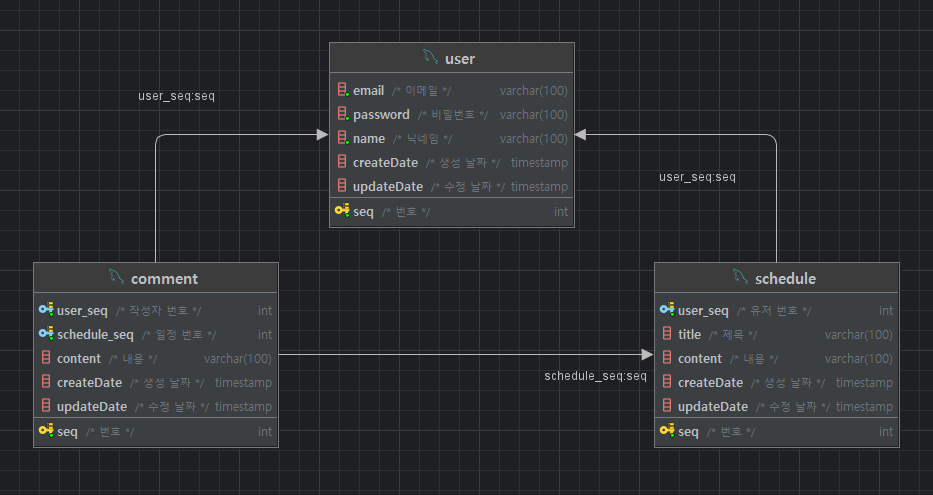 user
email /* 이메일 */ varchar(100)
password /* 비밀번호 */ varchar(100)
name /* 닉네임 */ varchar(100)
createDate /* 생성 날짜 */ timestamp
updateDate /* 수정 날짜 */ timestamp
seq /* 번호 */ int
user_seq:seq
user_seq:seq
comment
user_seq /* 작성자 번호 */ int
schedule_seq /* 일정 번호 */ int
content /* 내용 */ varchar(100)
createDate /* 생성 날짜 */ timestamp
updateDate /* 수정 날짜 */ timestamp
seq /* 번호 */ int
schedule_seq:seq
schedule
user_seq /* 유저 번호 */ int
title /* 제목 */ varchar(100)
content /* 내용 */ varchar(100)
createDate /* 생성 날짜 */ timestamp
updateDate /* 수정 날짜 */ timestamp
seq /* 번호 */ int